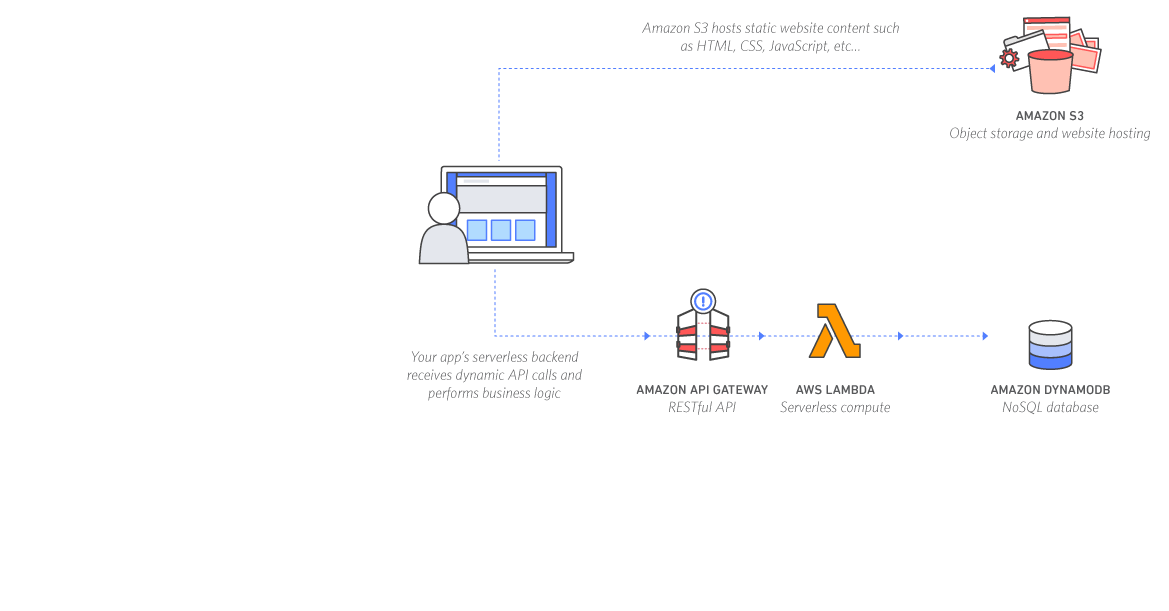 Amazon S3 hosts static website content such
as HTML, CSS, JavaScript, etc...
AMAZON S3
Object storage and website hosting
Your app's serverless backend
receives dynamic API calls and
performs business logic
AMAZON API GATEWAY
RESTful API
AWS LAMBDA
Serverless compute
AMAZON DYNAMODB
NoSQL database